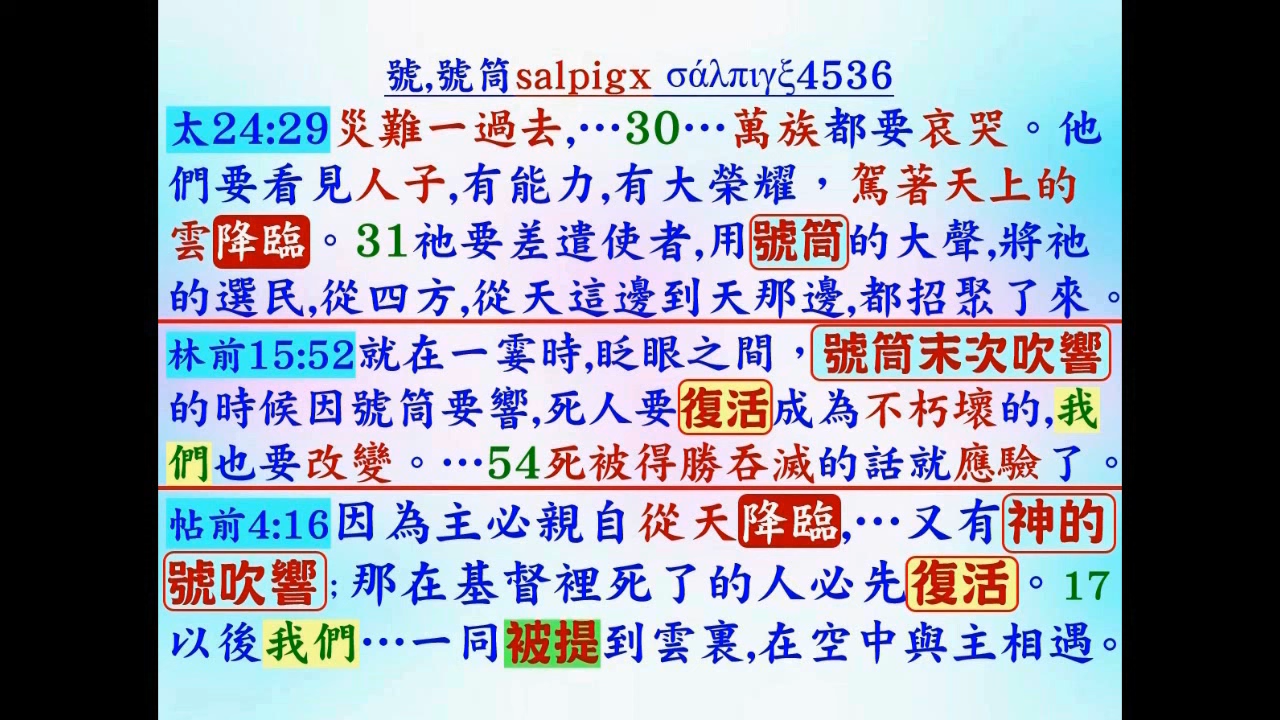 號,號筒salpigx σάλπιγξ4536
太24:29災難一過去,…30…萬族都要哀哭。他
們要看見人子,有能力,有大榮耀，駕著天上的
雲降臨。31祂要差遣使者,用號筒的大聲,將祂
的選民,從四方,從天這邊到天那邊,都招聚了來。
林前15:52就在一霎時,眨眼之間，號筒末次吹響
的時候因號筒要響,死人要復活成為不朽壞的,我
們也要改變。…54死被得勝吞滅的話就應驗了。
帖前4:16因為主必親自從天降臨,…又有神的
號吹響;那在基督裡死了的人必先復活。17
以後我們…一同被提到雲裏,在空中與主相遇。